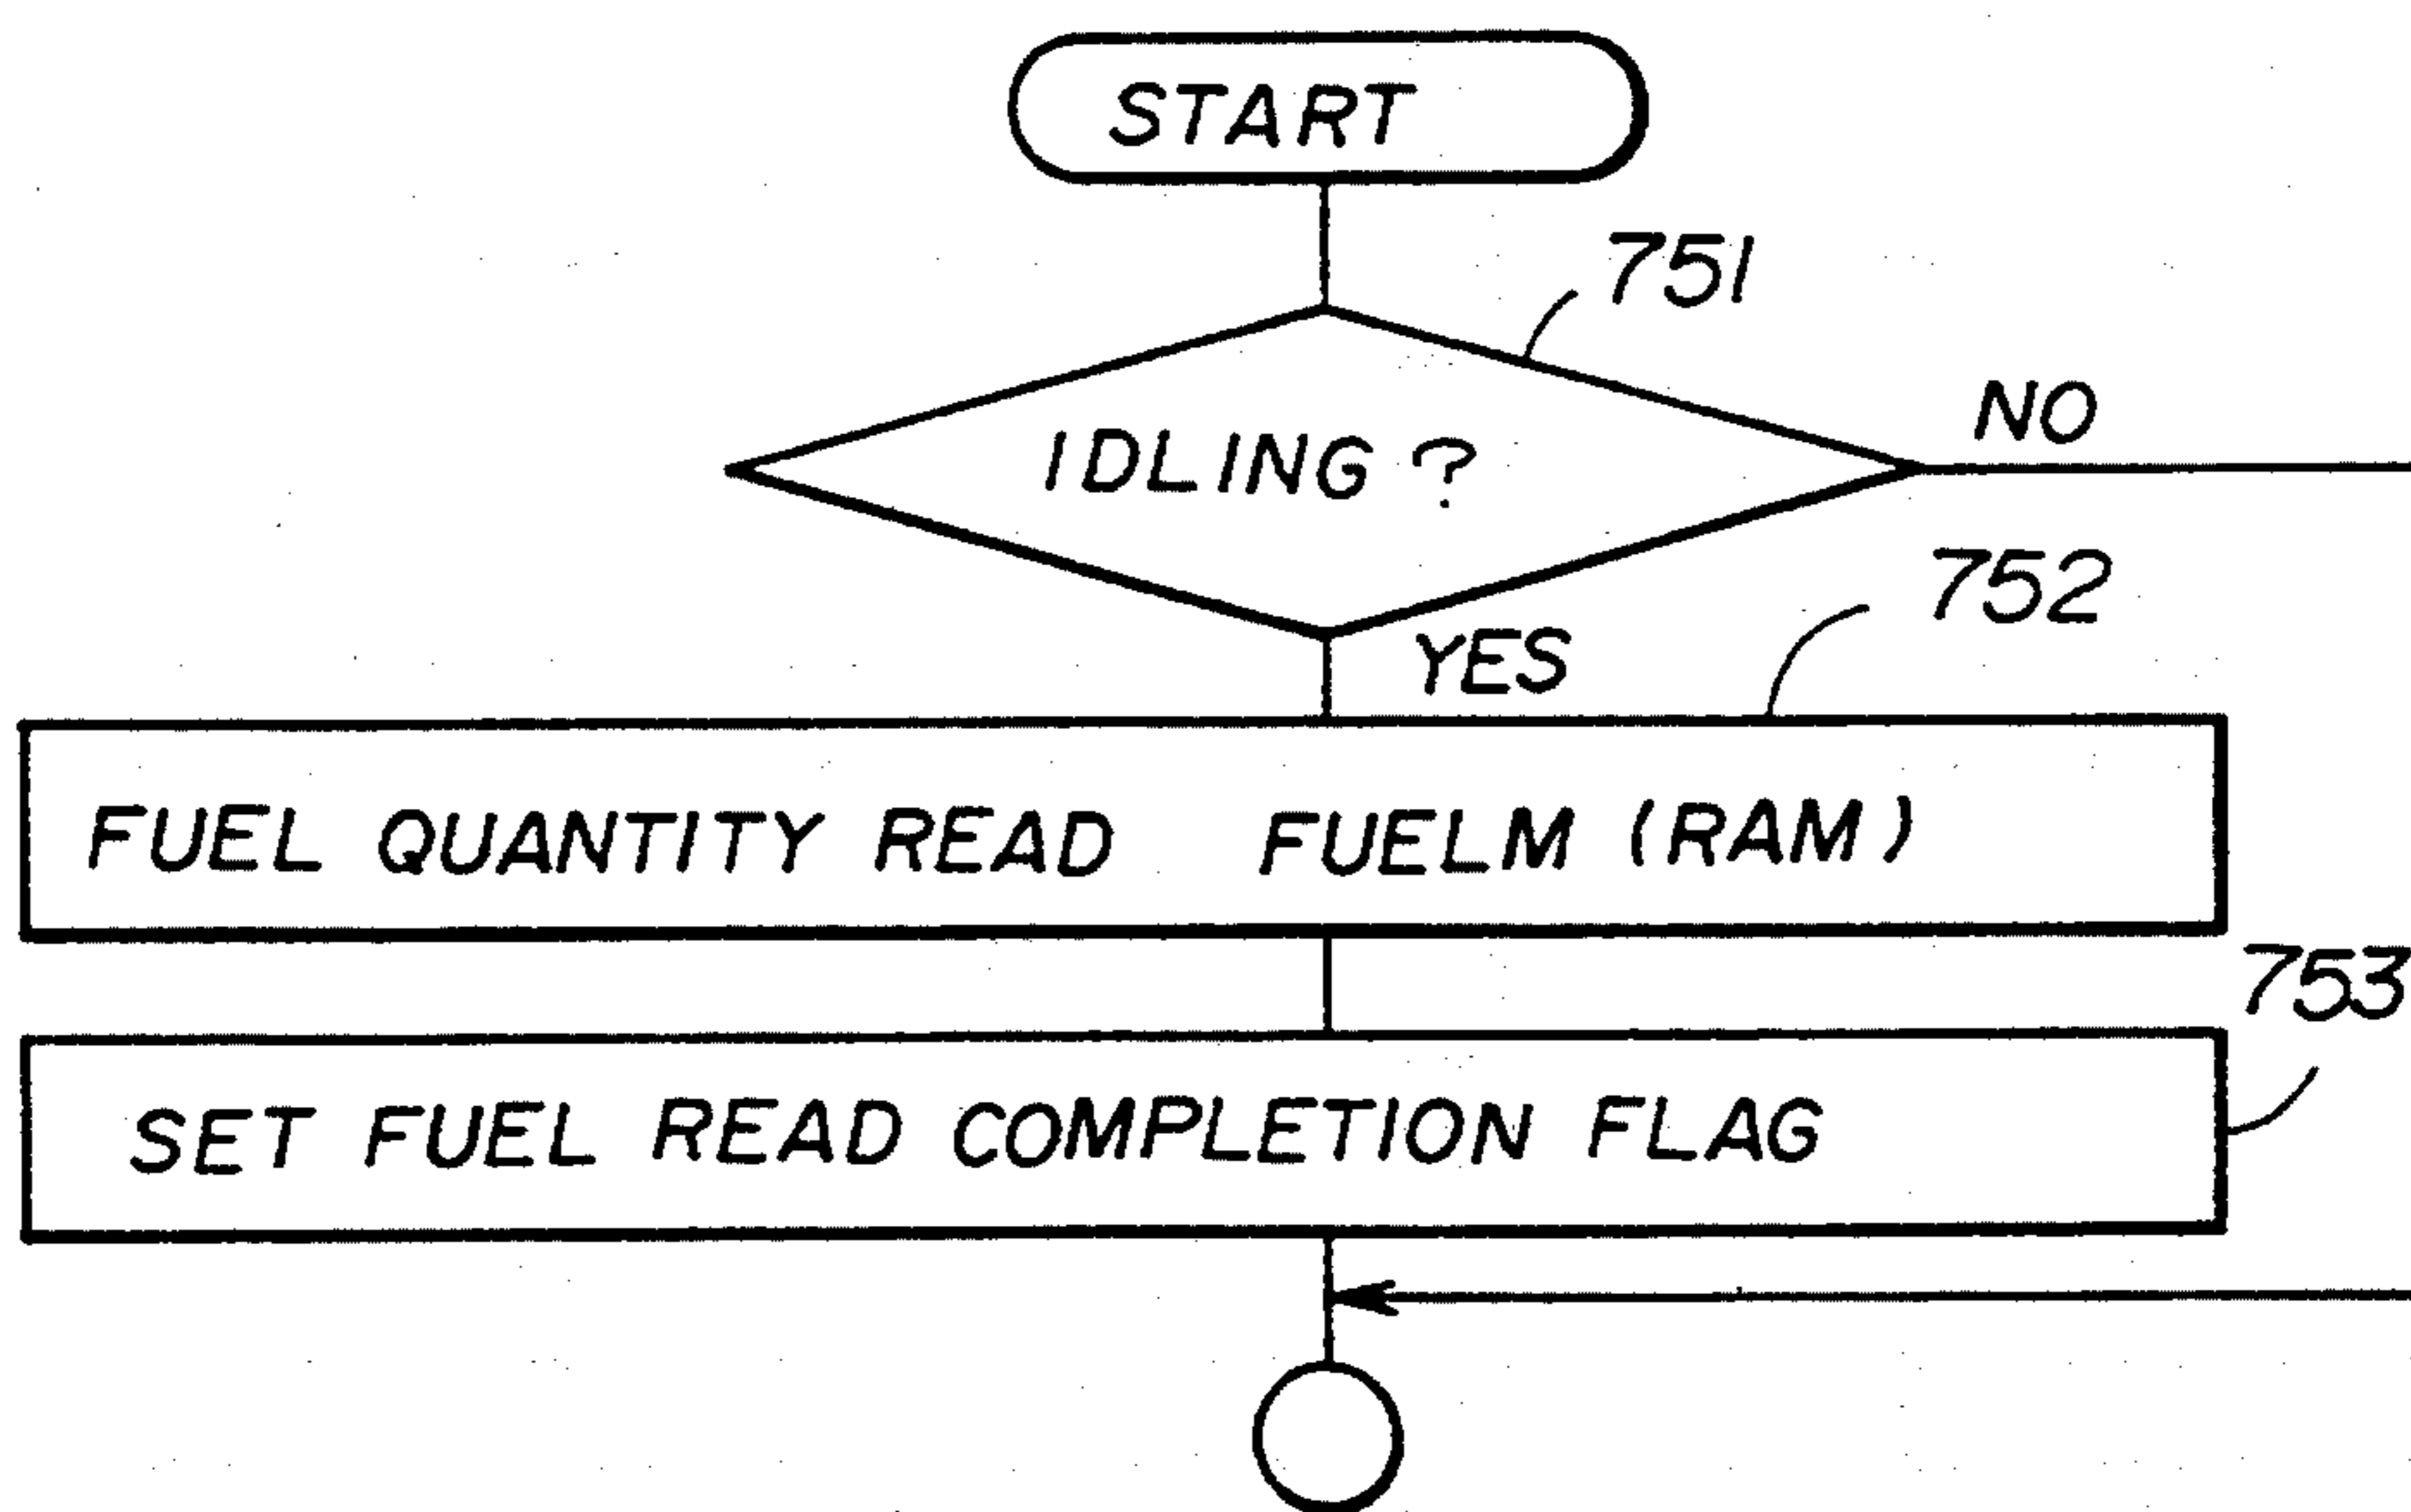 START
751
IDLING ?
NO
752
YES
FUEL QUANTITY READ FUELM (RAM)
753
SET FUEL READ COMPLETION FLAG